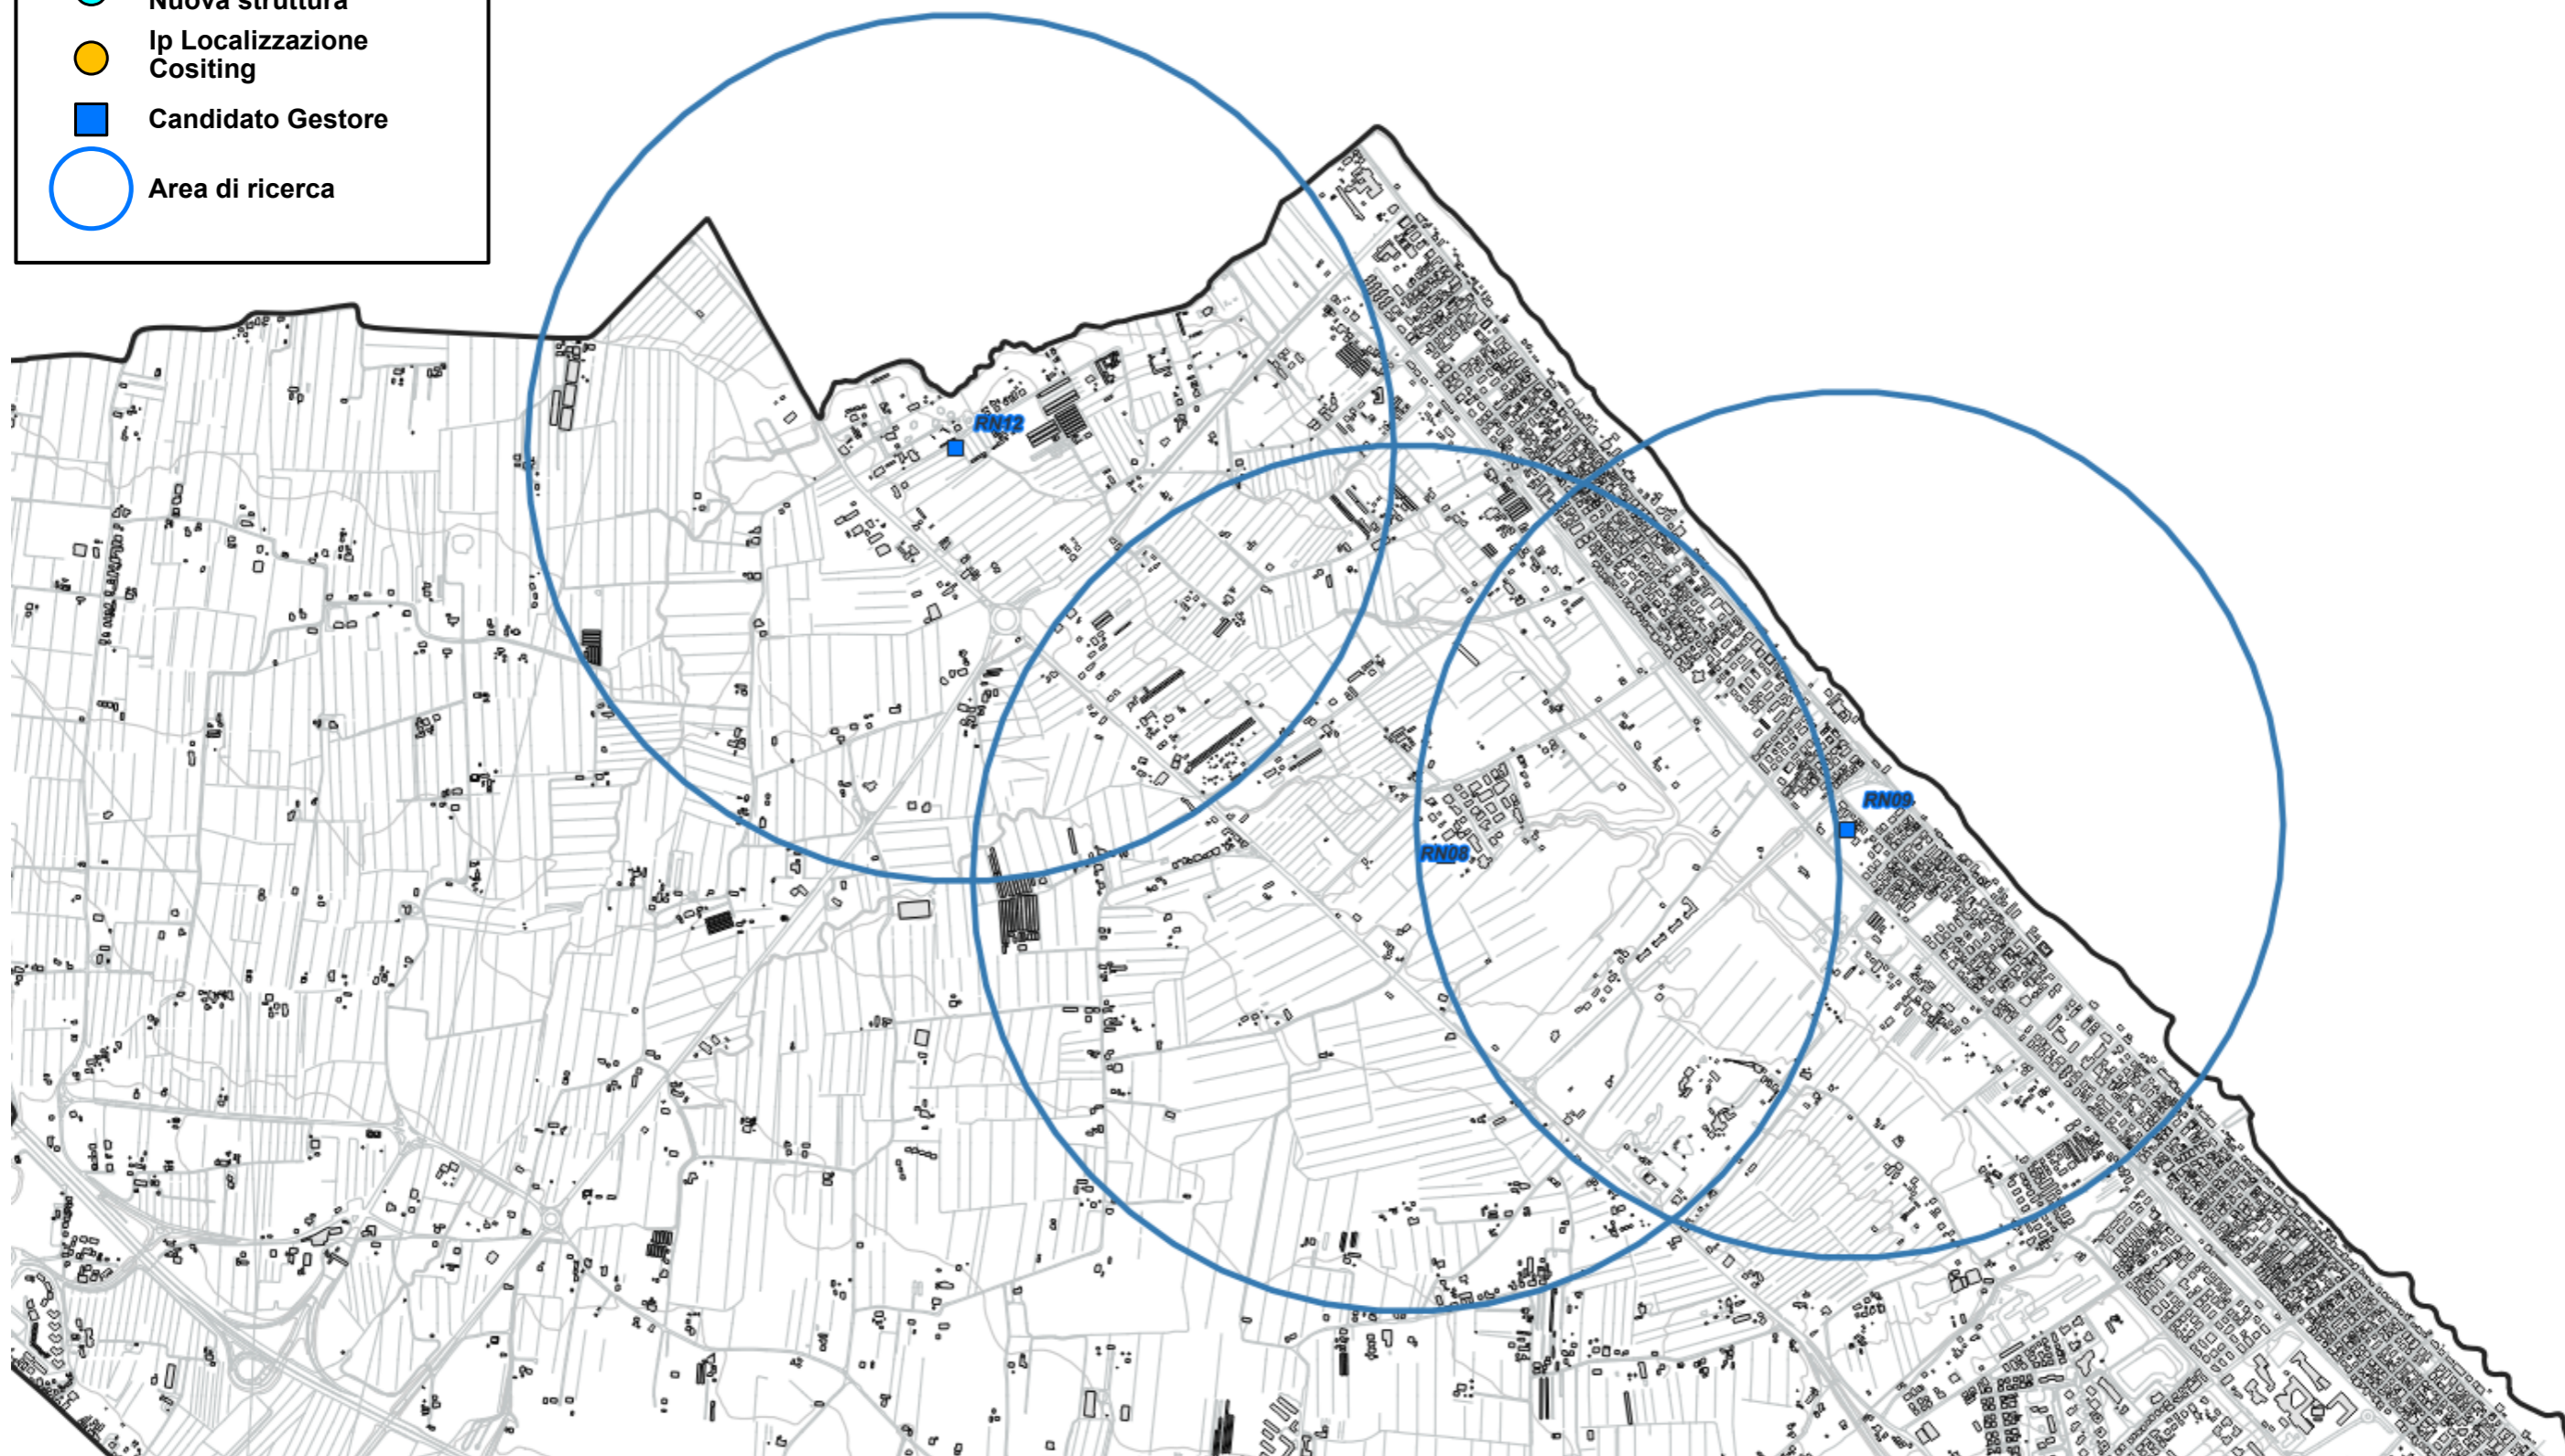 Nuova struttura
Ip Localizzazione
Cositing
Candidato Gestore
Area di ricerca
RN12
RN09
RN08